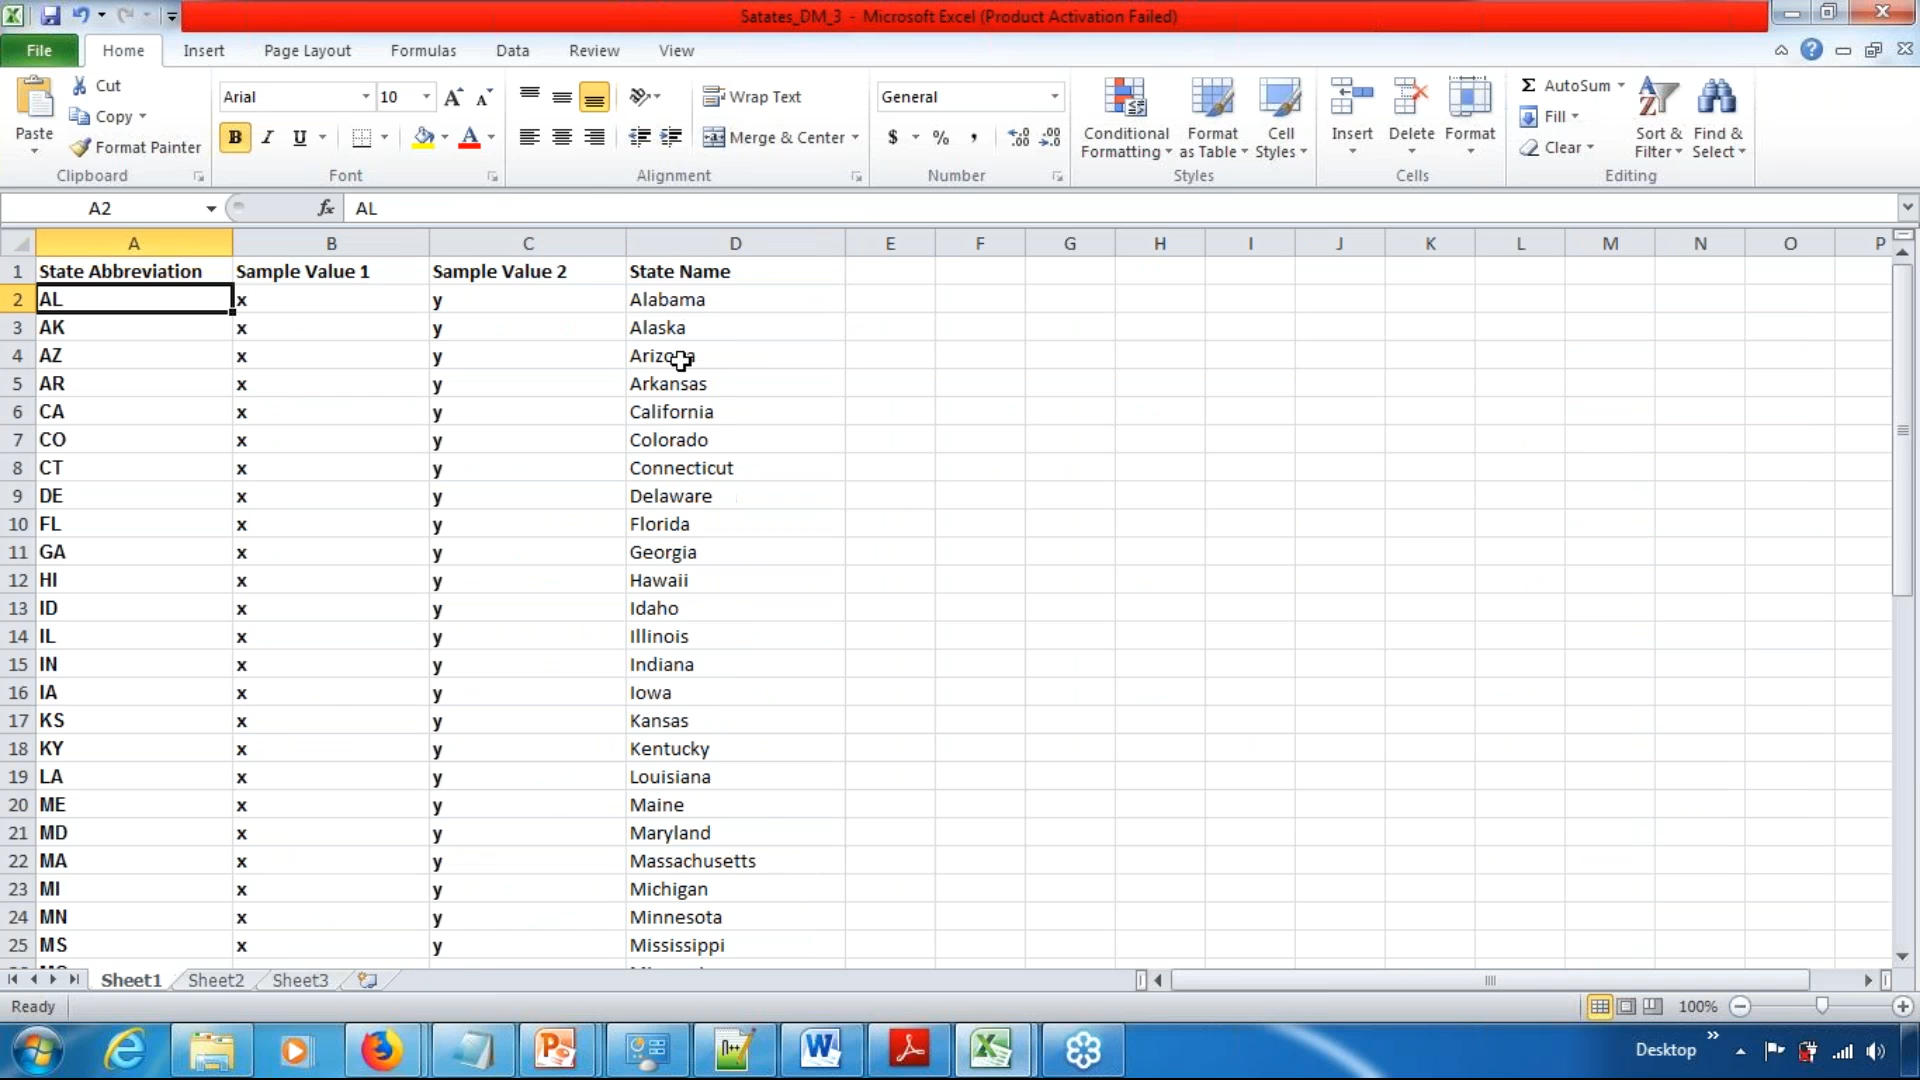 Satates_DM_3 - Microsoft Excel (Product Activation Failed)
File Home Insert Page Layout Formulas Data Review View
Paste
Cut
Copy
Format Painter
Clipboard
Arial 10
B I U A
Font
Wrap Text
Merge & Center
Alignment
General
$ % ,
Number
Conditional Formatting
Format as Table
Cell Styles
Styles
Insert Delete Format
Cells
Σ AutoSum
Fill
Clear
Sort & Filter
Find & Select
Editing
A2 fx AL
A B C D E F G H I J K L M N O P
1 State Abbreviation Sample Value 1 Sample Value 2 State Name
2 AL x y Alabama
3 AK x y Alaska
4 AZ x y Arizona
5 AR x y Arkansas
6 CA x y California
7 CO x y Colorado
8 CT x y Connecticut
9 DE x y Delaware
10 FL x y Florida
11 GA x y Georgia
12 HI x y Hawaii
13 ID x y Idaho
14 IL x y Illinois
15 IN x y Indiana
16 IA x y Iowa
17 KS x y Kansas
18 KY x y Kentucky
19 LA x y Louisiana
20 ME x y Maine
21 MD x y Maryland
22 MA x y Massachusetts
23 MI x y Michigan
24 MN x y Minnesota
25 MS x y Mississippi
Sheet1 Sheet2 Sheet3
Ready 100%
Desktop